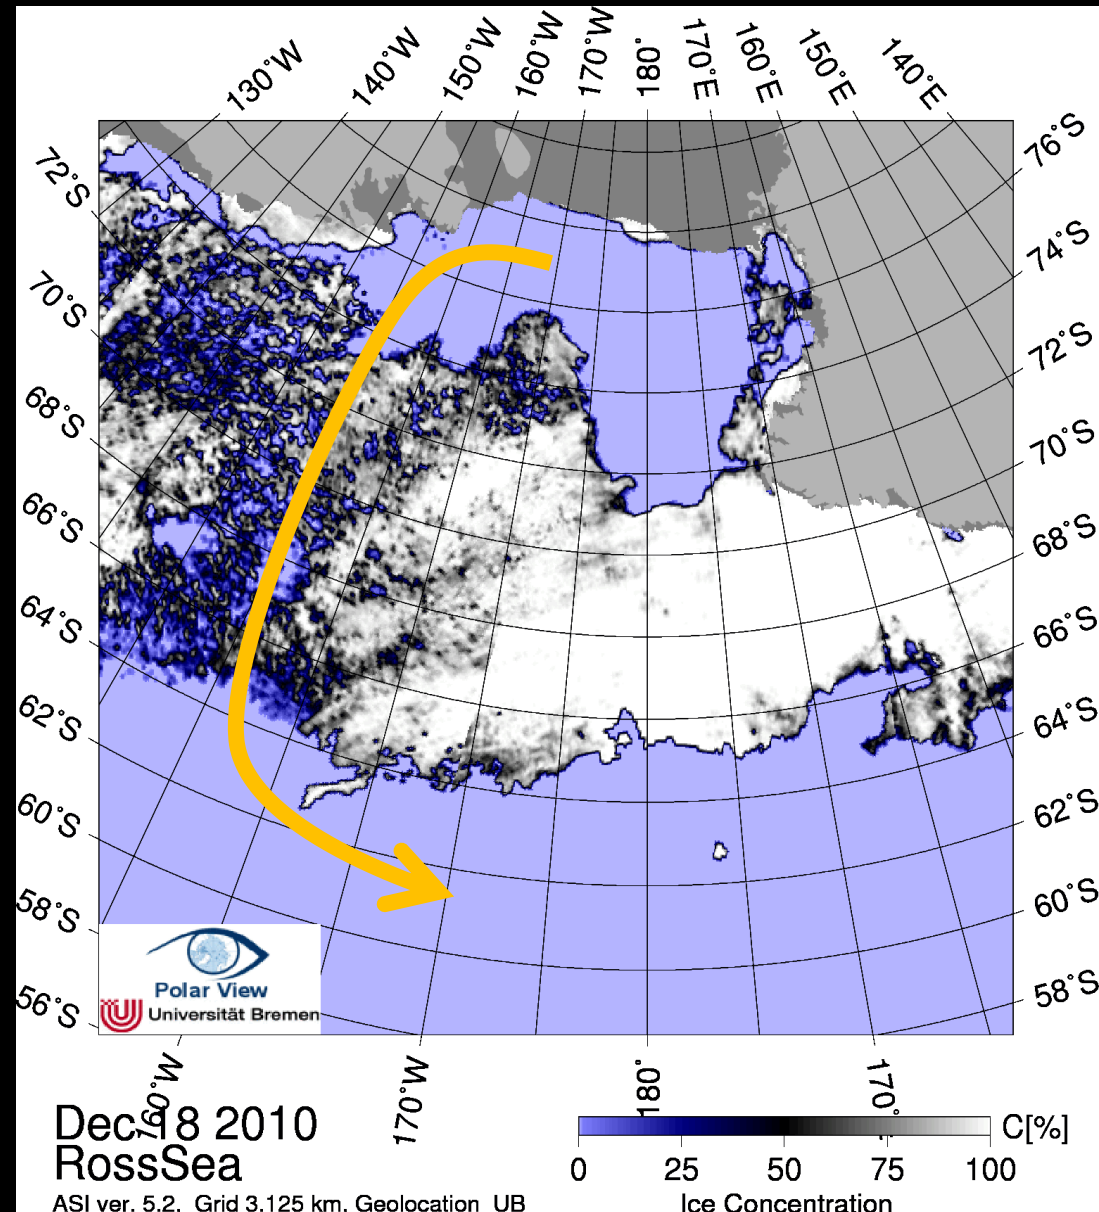 130°W 140°W 150°W 160°W 170°W 180° 170°E 160°E 150°E 140°E
72°S
70°S
68°S
66°S
64°S
62°S
60°S
58°S
56°S
76°S
74°S
72°S
70°S
68°S
66°S
64°S
62°S
60°S
58°S
Polar View
Universität Bremen
160°W 170°W 180° 170°
Dec 18 2010
RossSea
ASI ver. 5.2, Grid 3.125 km, Geolocation UB
C[%]
0 25 50 75 100
Ice Concentration